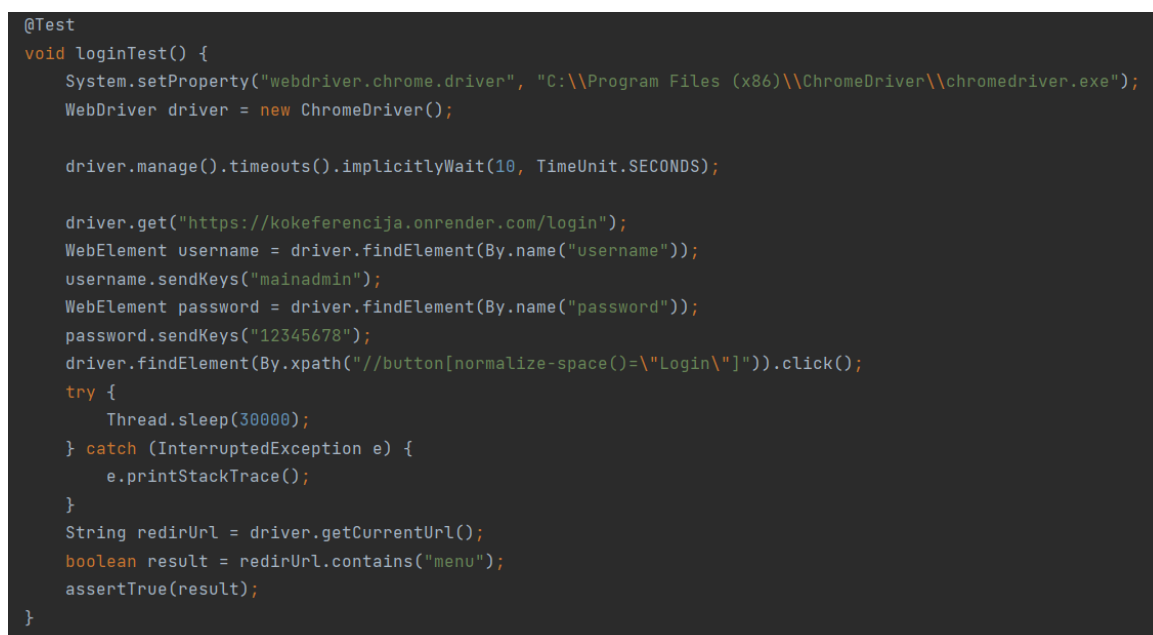 @Test
void loginTest() {
    System.setProperty("webdriver.chrome.driver", "C:\\Program Files (x86)\\ChromeDriver\\chromedriver.exe");
    WebDriver driver = new ChromeDriver();

    driver.manage().timeouts().implicitlyWait(10, TimeUnit.SECONDS);

    driver.get("https://kokeferencija.onrender.com/login");
    WebElement username = driver.findElement(By.name("username"));
    username.sendKeys("mainadmin");
    WebElement password = driver.findElement(By.name("password"));
    password.sendKeys("12345678");
    driver.findElement(By.xpath("//button[normalize-space()=\"Login\"]")).click();
    try {
        Thread.sleep(30000);
    } catch (InterruptedException e) {
        e.printStackTrace();
    }
    String redirUrl = driver.getCurrentUrl();
    boolean result = redirUrl.contains("menu");
    assertTrue(result);
}